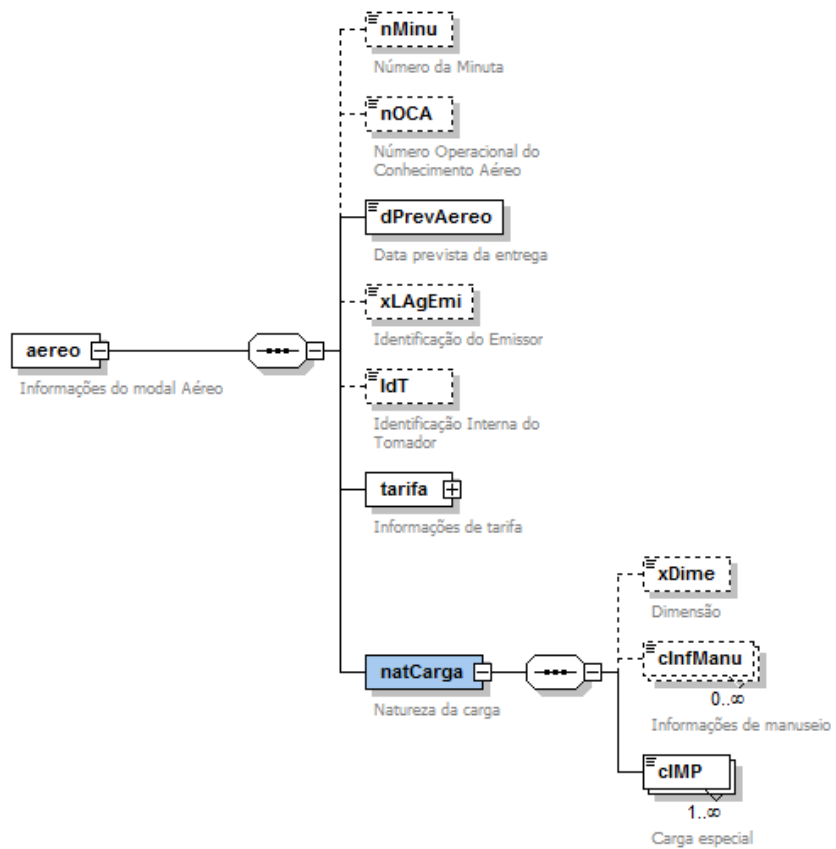 nMinu
Número da Minuta
nOCA
Número Operacional do
Conhecimento Aéreo
dPrevAereo
Data prevista da entrega
xLAgEmi
Identificação do Emissor
aereo
Informações do modal Aéreo
IdT
Identificação Interna do
Tomador
tarifa
Informações de tarifa
natCarga
Natureza da carga
xDime
Dimensão
cInfManu
0..∞
Informações de manuseio
cIMP
1..∞
Carga especial